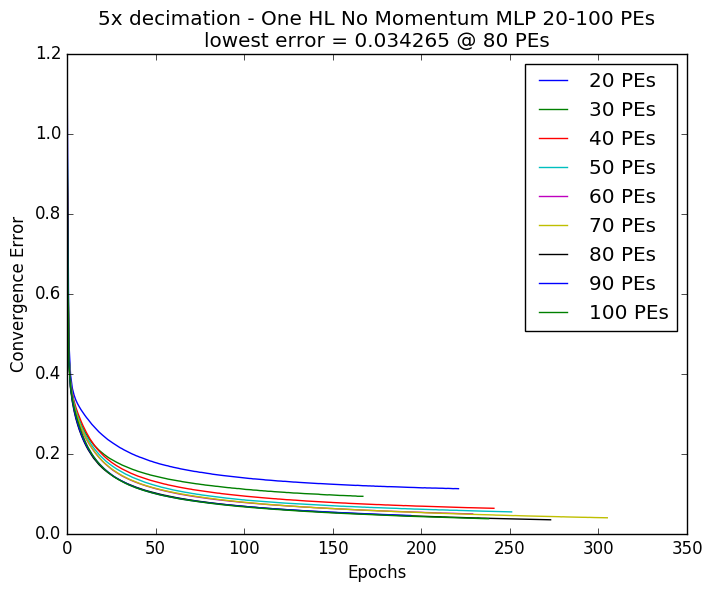 5x decimation - One HL No Momentum MLP 20-100 PEs
lowest error = 0.034265 @ 80 PEs
1.2
1.0
0.8
0.6
0.4
0.2
0.0
Convergence Error
20 PEs
30 PEs
40 PEs
50 PEs
60 PEs
70 PEs
80 PEs
90 PEs
100 PEs
0 50 100 150 200 250 300 350
Epochs